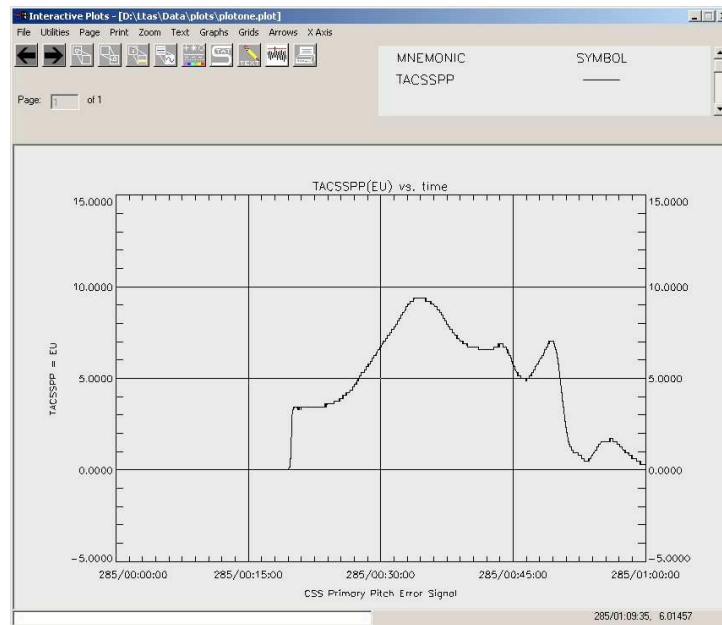 Interactive Plots - [D:\Ltas\Data\plots\plotone.plot]
File Utilities Page Print Zoom Text Graphs Grids Arrows X Axis
STAT
TEXT
MNEMONIC SYMBOL
TACSSPP
Page: 1 of 1
TACSSPP(EU) vs. time
15.0000 15.0000
10.0000 10.0000
5.0000 5.0000
0.0000 0.0000
-5.0000 -5.0000
TACSSPP = EU
285/00:00:00 285/00:15:00 285/00:30:00 285/00:45:00 285/01:00:00
CSS Primary Pitch Error Signal
285/01:09:35, 6.01457